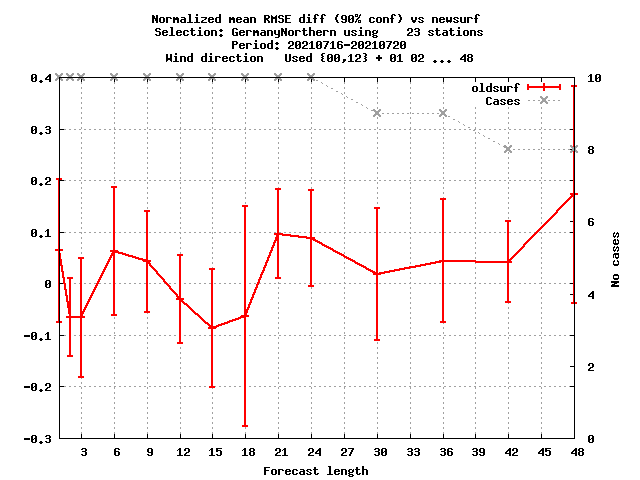 Normalized mean RMSE diff (90% conf) vs newsurf
Selection: GermanyNorthern using    23 stations
Period: 20210716-20210720
Wind direction   Used {00,12} + 01 02 ... 48
oldsurf
Cases
0.4
0.3
0.2
0.1
0
-0.1
-0.2
-0.3
10
8
6
4
2
0
No cases
3 6 9 12 15 18 21 24 27 30 33 36 39 42 45 48
Forecast length